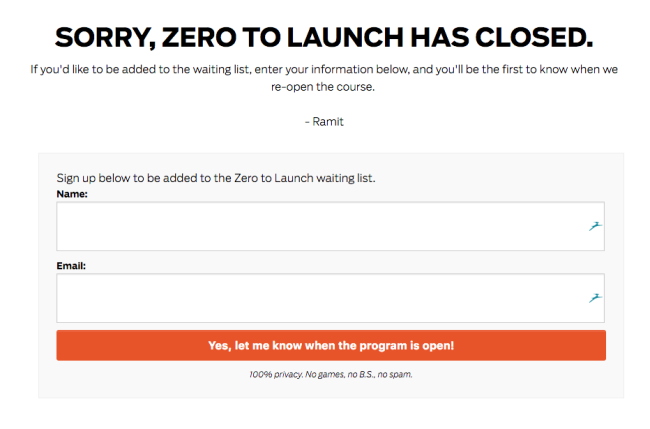 SORRY, ZERO TO LAUNCH HAS CLOSED.
If you'd like to be added to the waiting list, enter your information below, and you'll be the first to know when we
re-open the course.
- Ramit
Sign up below to be added to the Zero to Launch waiting list.
Name:
Email:
Yes, let me know when the program is open!
100% privacy. No games, no B.S., no spam.